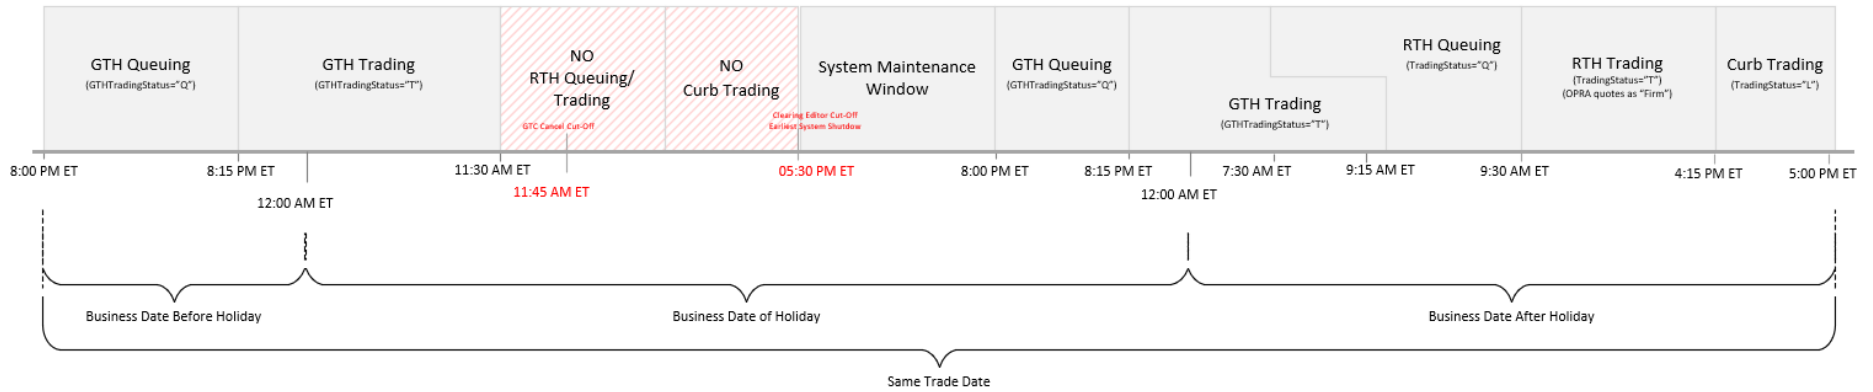 GTH Queuing
(GTHTradingStatus="Q")
GTH Trading
(GTHTradingStatus="T")
NO
RTH Queuing/
Trading
GTC Cancel Cut-Off
NO
Curb Trading
Clearing Editor Cut-Off
Earliest System Shutdow
System Maintenance
Window
GTH Queuing
(GTHTradingStatus="Q")
GTH Trading
(GTHTradingStatus="T")
RTH Queuing
(TradingStatus="Q")
RTH Trading
(TradingStatus="T")
(OPRA quotes as "Firm")
Curb Trading
(TradingStatus="L")
8:00 PM ET
8:15 PM ET
12:00 AM ET
11:30 AM ET
11:45 AM ET
05:30 PM ET
8:00 PM ET
8:15 PM ET
12:00 AM ET
7:30 AM ET
9:15 AM ET
9:30 AM ET
4:15 PM ET
5:00 PM ET
Business Date Before Holiday
Business Date of Holiday
Business Date After Holiday
Same Trade Date